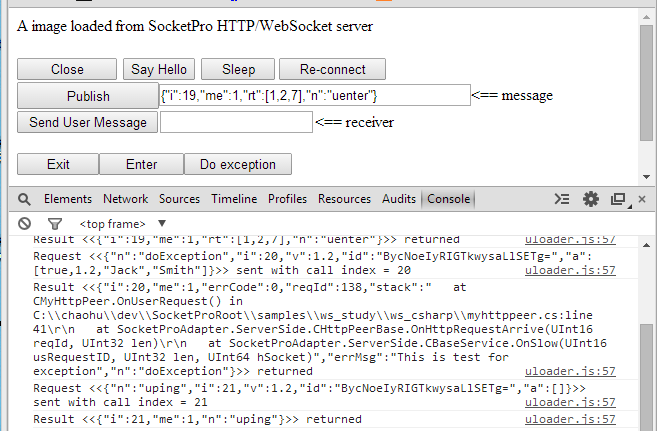 A image loaded from SocketPro HTTP/WebSocket server
Close Say Hello Sleep Re-connect
Publish {"i":19,"me":1,"rt":[1,2,7],"n":"uenter"} <== message
Send User Message <== receiver
Exit Enter Do exception
Elements Network Sources Timeline Profiles Resources Audits Console
<top frame> ▼
Result <<{"i":19,"me":1,"rt":[1,2,7],"n":"uenter"}>> returned uloader.js:57
Request <<{"n":"doException","i":20,"v":1.2,"id":"BycNoeIyRIGTkwysaLlSETg=","a": uloader.js:57
[true,1.2,"Jack","Smith"]}>> sent with call index = 20
Result <<{"i":20,"me":1,"errCode":0,"reqId":138,"stack":"   at uloader.js:57
CMyHttpPeer.OnUserRequest() in
C:\\chaohu\\dev\\SocketProRoot\\samples\\ws_study\\ws_csharp\\myhttppeer.cs:line
41\r\n   at SocketProAdapter.ServerSide.CHttpPeerBase.OnHttpRequestArrive(UInt16
reqId, UInt32 len)\r\n   at SocketProAdapter.ServerSide.CBaseService.OnSlow(UInt16
usRequestID, UInt32 len, UInt64 hSocket)","errMsg":"This is test for
exception","n":"doException"}>> returned uloader.js:57
Request <<{"n":"uping","i":21,"v":1.2,"id":"BycNoeIyRIGTkwysaLlSETg=","a":[]}>>
sent with call index = 21 uloader.js:57
Result <<{"i":21,"me":1,"n":"uping"}>> returned uloader.js:57